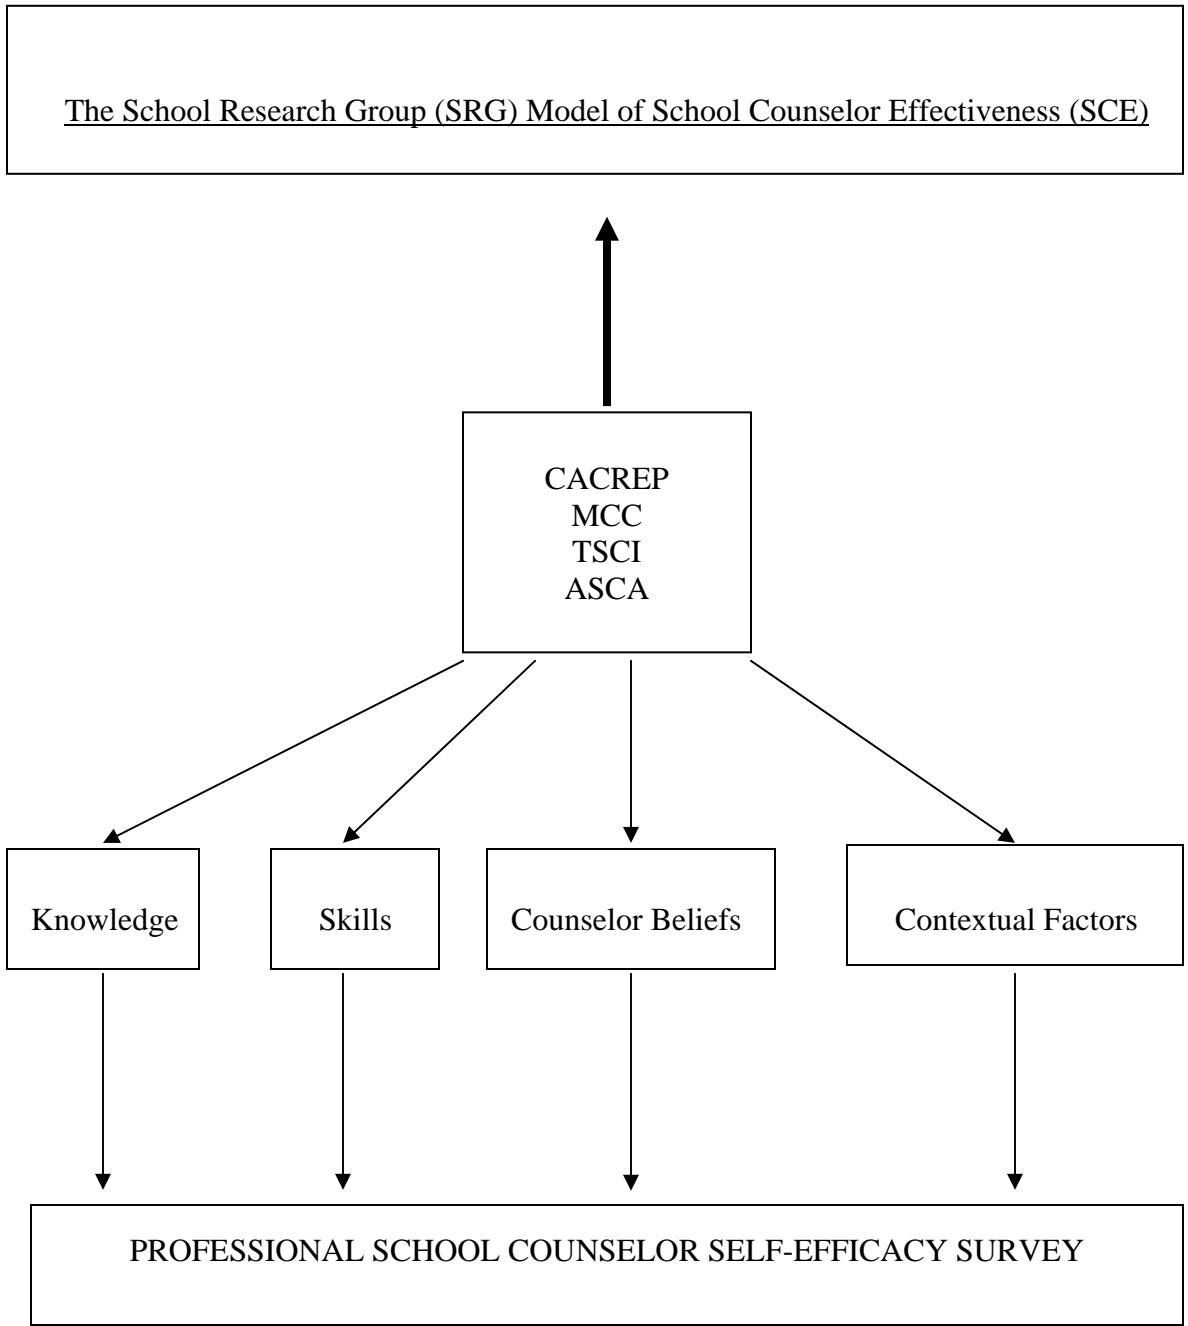 The School Research Group (SRG) Model of School Counselor Effectiveness (SCE)
CACREP
MCC
TSCI
ASCA
Knowledge
Skills
Counselor Beliefs
Contextual Factors
PROFESSIONAL SCHOOL COUNSELOR SELF-EFFICACY SURVEY